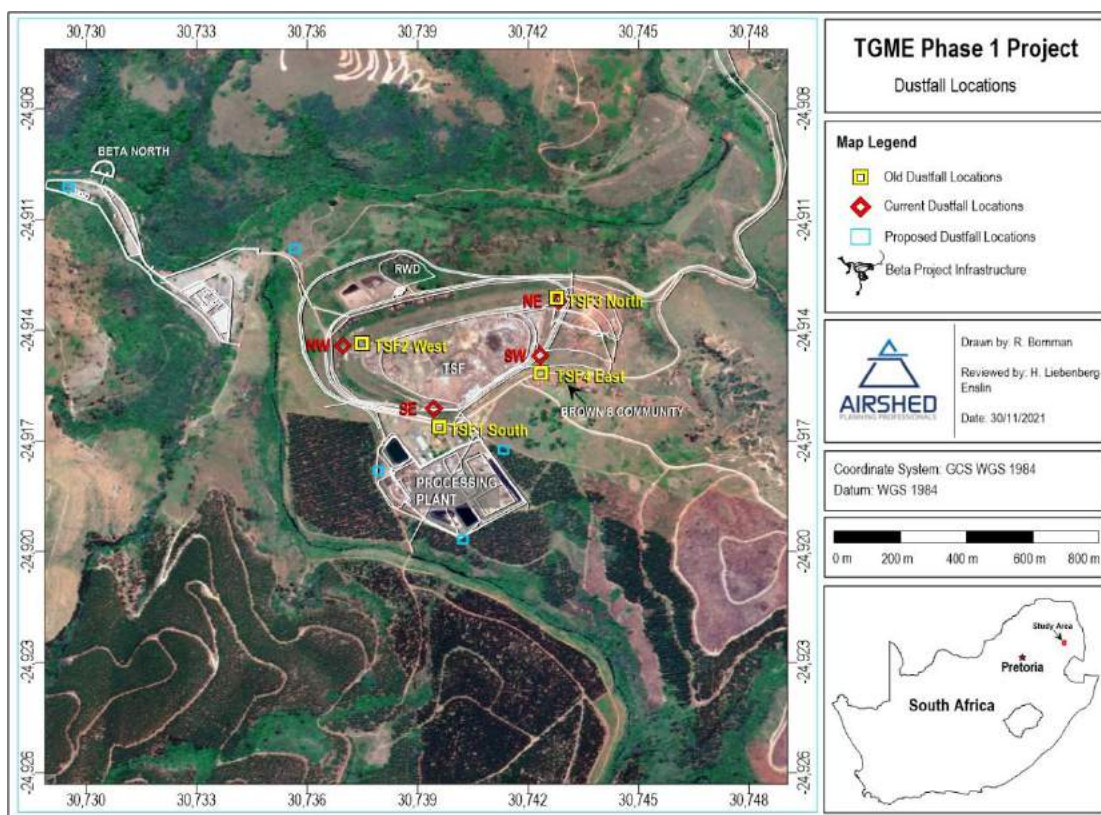 30,730 30,733 30,736 30,739 30,742 30,745 30,748
-24,908
-24,911
-24,914
-24,917
-24,920
-24,923
-24,926
-24,908
-24,911
-24,914
-24,917
-24,920
-24,923
-24,926
BETA NORTH
RWD
NE TSF3 North
NW TSF2 West
SW
TSF
TSF4 East
SE
BROWN'S COMMUNITY
TSF1 South
PROCESSING
PLANT
30,730 30,733 30,736 30,739 30,742 30,745 30,748
TGME Phase 1 Project
Dustfall Locations
Map Legend
Old Dustfall Locations
Current Dustfall Locations
Proposed Dustfall Locations
Beta Project Infrastructure
AIRSHED
PLANNING PROFESSIONALS
Drawn by: R. Bornman
Reviewed by: H. Liebenberg-
Enslin
Date: 30/11/2021
Coordinate System: GCS WGS 1984
Datum: WGS 1984
0 m 200 m 400 m 600 m 800 m
Study Area
Pretoria
South Africa